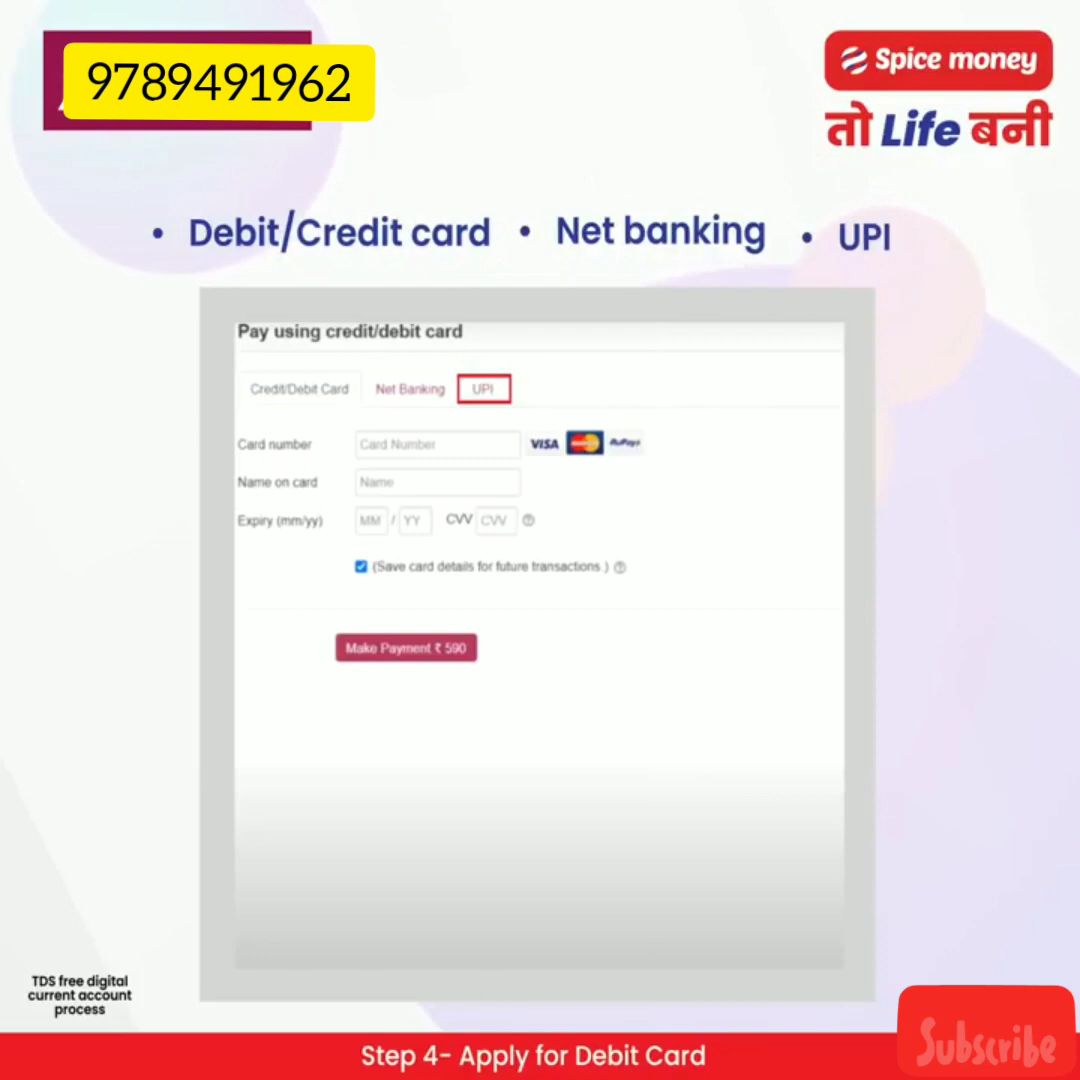 9789491962
Spice money
तो Life बनी
• Debit/Credit card • Net banking • UPI
Pay using credit/debit card
Credit/Debit Card Net Banking UPI
Card number Card Number VISA RuPay
Name on card Name
Expiry (mm/yy) MM / YY CVV CVV
(Save card details for future transactions.)
Make Payment ₹ 590
TDS free digital
current account
process
Step 4- Apply for Debit Card
Subscribe